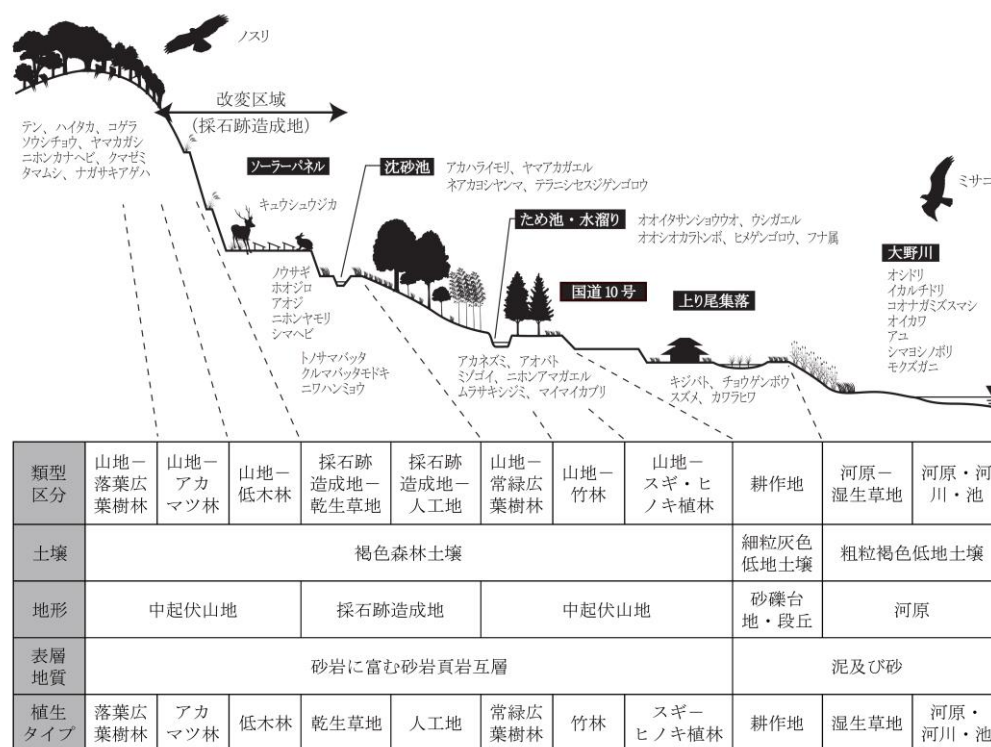 ノスリ
改変区域
(採石跡造成地)
テン、ハイタカ、コゲラ
ソウシチョウ、ヤマカガシ
ニホンカナヘビ、クマゼミ
タマムシ、ナガサキアゲハ
ソーラーパネル
キュウシュウジカ
沈砂池
アカハライモリ、ヤマアカガエル
ネアカヨシヤンマ、テラニシセスジゲンゴロウ
ため池・水溜り
オオイタサンショウウオ、ウシガエル
オオシオカラトンボ、ヒメゲンゴロウ、フナ属
ミサゴ
ノウサギ
ホオジロ
アオジ
ニホンヤモリ
シマヘビ
トノサマバッタ
クルマバッタモドキ
ニワハンミョウ
アカネズミ、アオバト
ミゾゴイ、ニホンアマガエル
ムラサキシジミ、マイマイカブリ
国道10号
上り尾集落
キジバト、チョウゲンボウ
スズメ、カワラヒワ
大野川
オシドリ
イカルチドリ
コオナガミズスマシ
オイカワ
アユ
シマヨシノボリ
モクズガニ
類型
区分
山地－
落葉広
葉樹林
山地－
アカ
マツ林
山地－
低木林
採石跡
造成地－
乾生草地
採石跡
造成地－
人工地
山地－
常緑広
葉樹林
山地－
竹林
山地－
スギ・ヒ
ノキ植林
耕作地
河原－
湿生草地
河原・河
川・池
土壌
褐色森林土壌
細粒灰色
低地土壌
粗粒褐色低地土壌
地形
中起伏山地
採石跡造成地
中起伏山地
砂礫台
地・段丘
河原
表層
地質
砂岩に富む砂岩頁岩互層
泥及び砂
植生
タイプ
落葉広
葉樹林
アカ
マツ林
低木林
乾生草地
人工地
常緑広
葉樹林
竹林
スギ－
ヒノキ植林
耕作地
湿生草地
河原・
河川・池